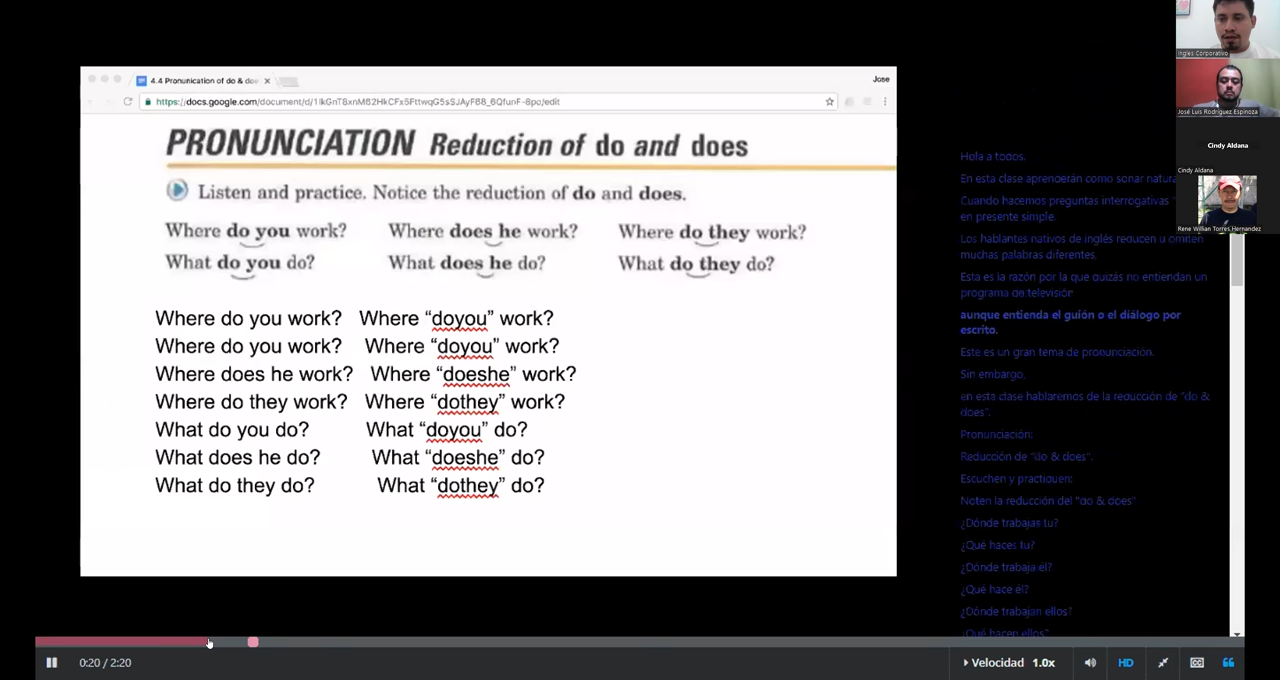 4.4 Pronunication of do & doe
Jose
https://docs.google.com/document/d/1IkGnT8xnM62HkCFx5FttwqG5sSJAyF88_6QfunF-8po/edit
PRONUNCIATION Reduction of do and does
Listen and practice. Notice the reduction of do and does.
Where do you work? Where does he work? Where do they work?
What do you do? What does he do? What do they do?
Where do you work? Where “doyou” work?
Where do you work? Where “doyou” work?
Where does he work? Where “doeshe” work?
Where do they work? Where “dothey” work?
What do you do? What “doyou” do?
What does he do? What “doeshe” do?
What do they do? What “dothey” do?
Hola a todos.
En esta clase aprenderán como sonar natura
Cuando hacemos preguntas interrogativas
en presente simple.
Los hablantes nativos de inglés reducen u omiten
muchas palabras diferentes.
Esta es la razón por la que quizás no entiendan un
programa de televisión
aunque entienda el guión o el diálogo por
escrito.
Este es un gran tema de pronunciación.
Sin embargo,
en esta clase hablaremos de la reducción de "do &
does".
Pronunciación:
Reducción de "do & does".
Escuchen y practiquen:
Noten la reducción del "do & does"
¿Dónde trabajas tu?
¿Qué haces tu?
¿Dónde trabaja él?
¿Qué hace él?
¿Dónde trabajan ellos?
¿Qué hacen ellos"
Ingles Corporativo
José Luis Rodríguez Espinoza
Cindy Aldana
Cindy Aldana
Rene Willian Torres Hernandez
0:20 / 2:20
Velocidad 1.0x
HD
CC